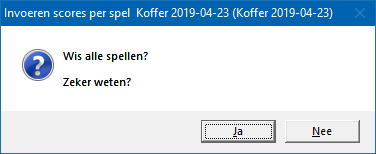 Invoeren scores per spel Koffer 2019-04-23 (Koffer 2019-04-23)
Wis alle spellen?
Zeker weten?
Ja Nee